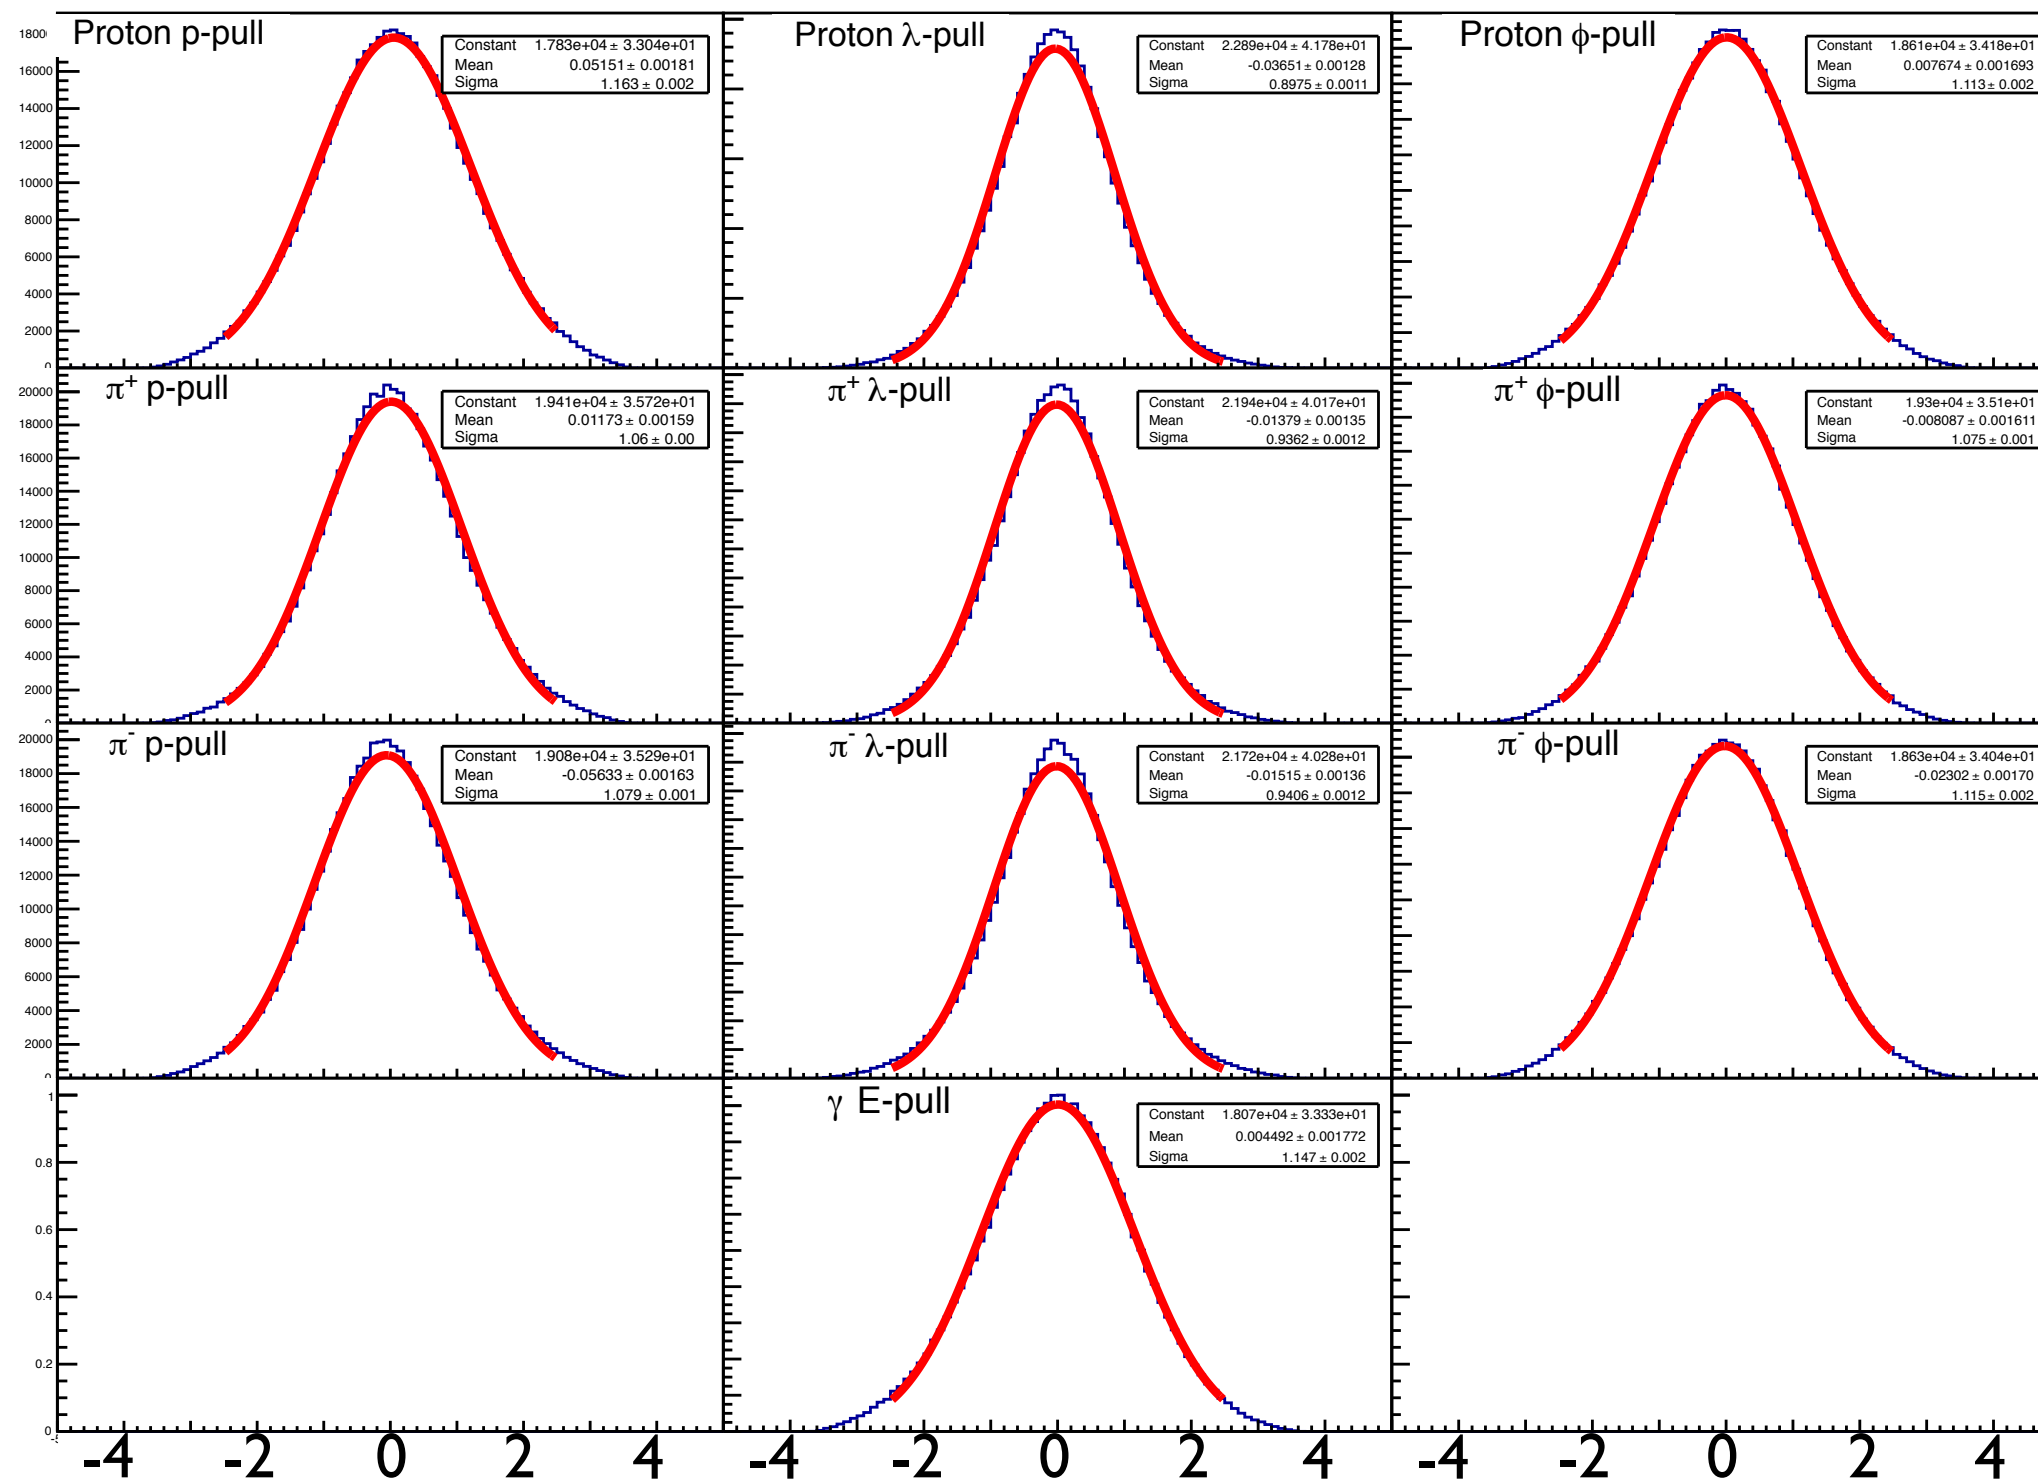 Proton p-pull
Constant 1.783e+04 ± 3.304e+01
Mean 0.05151 ± 0.00181
Sigma 1.163 ± 0.002
Proton λ-pull
Constant 2.289e+04 ± 4.178e+01
Mean -0.03651 ± 0.00128
Sigma 0.8975 ± 0.0011
Proton ϕ-pull
Constant 1.861e+04 ± 3.418e+01
Mean 0.007674 ± 0.001693
Sigma 1.113 ± 0.002
16000
14000
12000
10000
8000
6000
4000
2000
π⁺ p-pull
Constant 1.941e+04 ± 3.572e+01
Mean 0.01173 ± 0.00159
Sigma 1.06 ± 0.00
π⁺ λ-pull
Constant 2.194e+04 ± 4.017e+01
Mean -0.01379 ± 0.00135
Sigma 0.9362 ± 0.0012
π⁺ ϕ-pull
Constant 1.93e+04 ± 3.51e+01
Mean -0.008087 ± 0.001611
Sigma 1.075 ± 0.001
20000
18000
16000
14000
12000
10000
8000
6000
4000
2000
π⁻ p-pull
Constant 1.908e+04 ± 3.529e+01
Mean -0.05633 ± 0.00163
Sigma 1.079 ± 0.001
π⁻ λ-pull
Constant 2.172e+04 ± 4.028e+01
Mean -0.01515 ± 0.00136
Sigma 0.9406 ± 0.0012
π⁻ ϕ-pull
Constant 1.863e+04 ± 3.404e+01
Mean -0.02302 ± 0.00170
Sigma 1.115 ± 0.002
20000
18000
16000
14000
12000
10000
8000
6000
4000
2000
γ E-pull
Constant 1.807e+04 ± 3.333e+01
Mean 0.004492 ± 0.001772
Sigma 1.147 ± 0.002
1
0.8
0.6
0.4
0.2
0
-4 -2 0 2 -4 -2 0 2 4 -4 -2 0 2 4